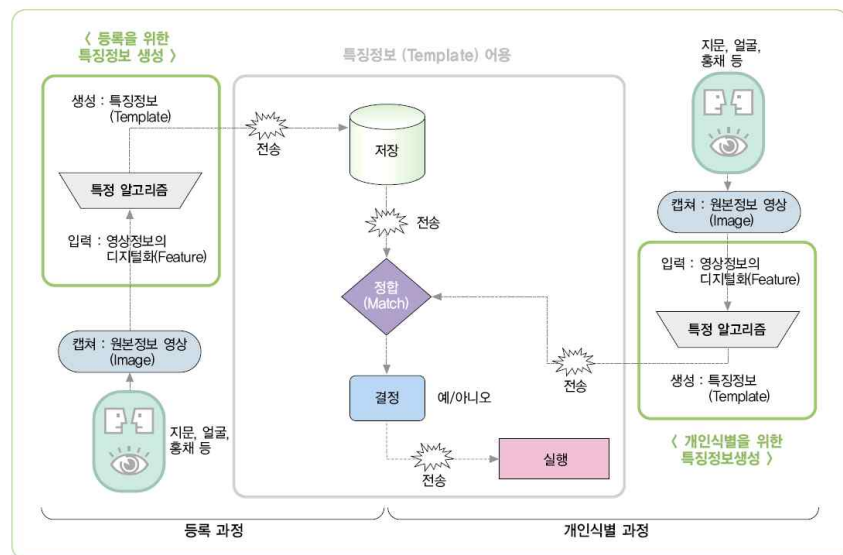 < 등록을 위한
특징정보 생성 >
생성 : 특징정보
(Template)
특정 알고리즘
입력 : 영상정보의
디지털화(Feature)
캡쳐 : 원본정보 영상
(Image)
지문, 얼굴,
홍채 등
특징정보 (Template) 어용
전송
저장
전송
정합
(Match)
결정
예/아니오
전송
실행
전송
지문, 얼굴,
홍채 등
캡쳐 : 원본정보 영상
(Image)
입력 : 영상정보의
디지털화(Feature)
특정 알고리즘
생성 : 특징정보
(Template)
< 개인식별을 위한
특징정보생성 >
등록 과정
개인식별 과정